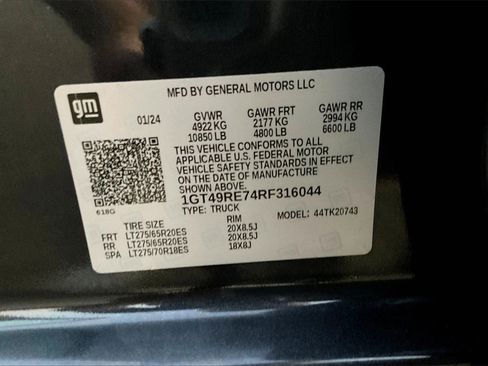 gm
MFD BY GENERAL MOTORS LLC
01/24 GVWR GAWR FRT GAWR RR
4922 KG 2177 KG 2994 KG
10850 LB 4800 LB 6600 LB
THIS VEHICLE CONFORMS TO ALL
APPLICABLE U.S. FEDERAL MOTOR
VEHICLE SAFETY STANDARDS IN EFFECT
ON THE DATE OF MANUFACTURE
SHOWN ABOVE.
1GT49RE74RF316044
618G TYPE: TRUCK MODEL: 44TK20743
TIRE SIZE RIM
FRT LT275/65R20ES 20X8.5J
RR LT275/65R20ES 20X8.5J
SPA LT275/70R18ES 18X8J